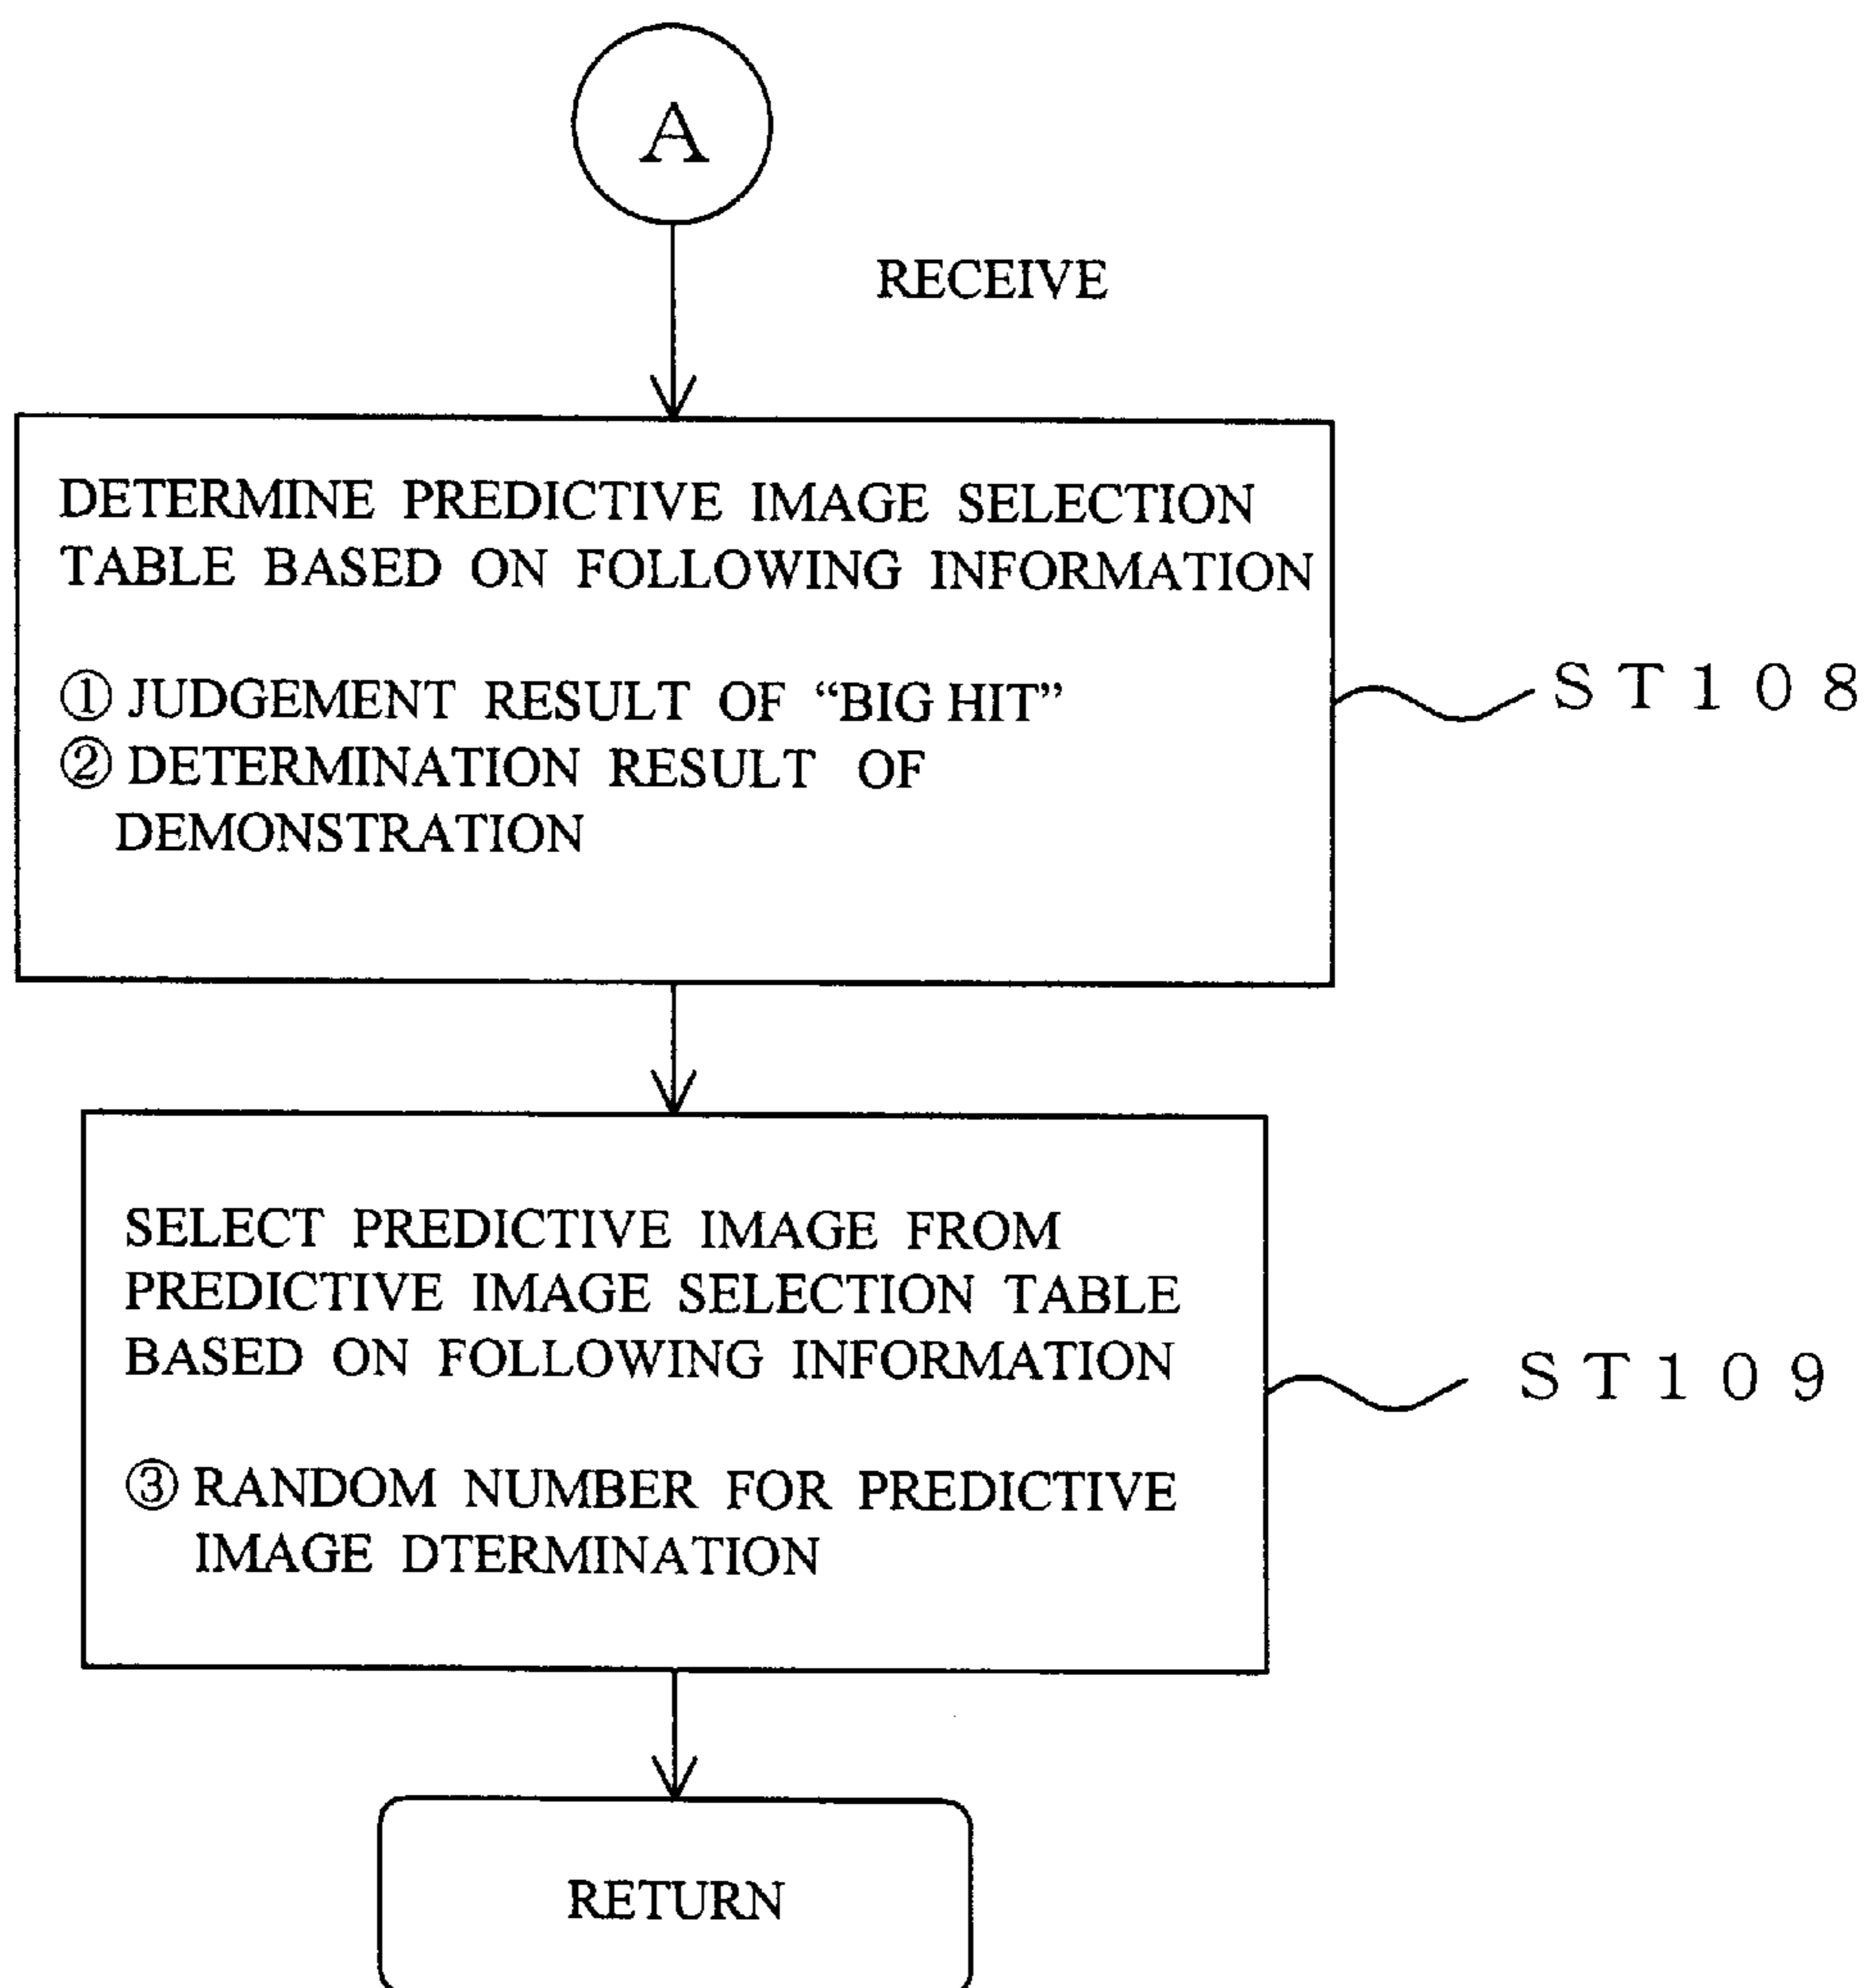 A
RECEIVE
DETERMINE PREDICTIVE IMAGE SELECTION
TABLE BASED ON FOLLOWING INFORMATION
① JUDGEMENT RESULT OF “BIG HIT”
② DETERMINATION RESULT OF
DEMONSTRATION
ST108
SELECT PREDICTIVE IMAGE FROM
PREDICTIVE IMAGE SELECTION TABLE
BASED ON FOLLOWING INFORMATION
③ RANDOM NUMBER FOR PREDICTIVE
IMAGE DTERMINATION
ST109
RETURN